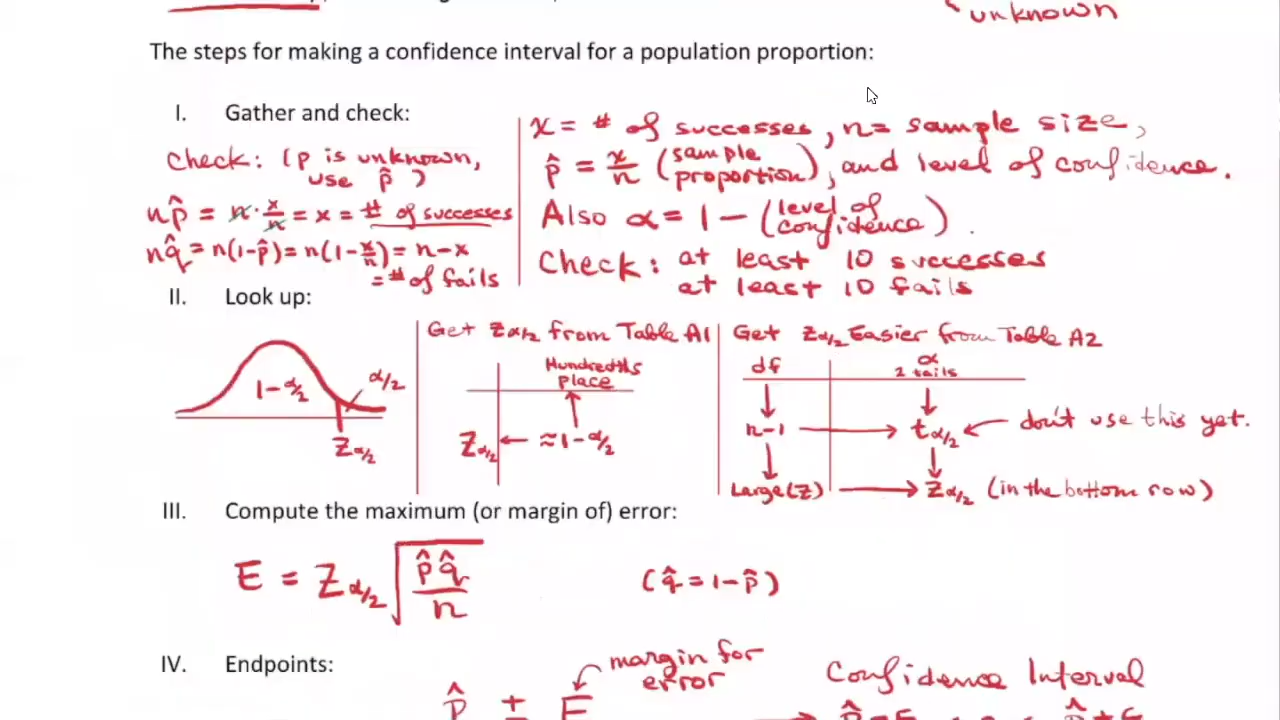 unknown
The steps for making a confidence interval for a population proportion:
I. Gather and check:
check: (p is unknown,
use p̂)
np̂ = n · x/n = x = # of successes
nq̂ = n(1-p̂) = n(1-x/n) = n-x
= # of fails
x = # of successes, n = sample size,
p̂ = x/n (sample proportion), and level of confidence.
Also α = 1 - (level of confidence).
Check: at least 10 successes
at least 10 fails
II. Look up:
1-α/2
α/2
Zα/2
Get Zα/2 from Table A1
Hundredths
place
Zα/2 ← ≈1-α/2
Get Zα/2 Easier from Table A2
df α
2 tails
n-1 → tα/2 ← don't use this yet.
Large(Z) → Zα/2 (in the bottom row)
III. Compute the maximum (or margin of) error:
E = Zα/2 √(p̂q̂/n) (q̂ = 1-p̂)
IV. Endpoints:
margin for
error
p̂ ± E
Confidence Interval